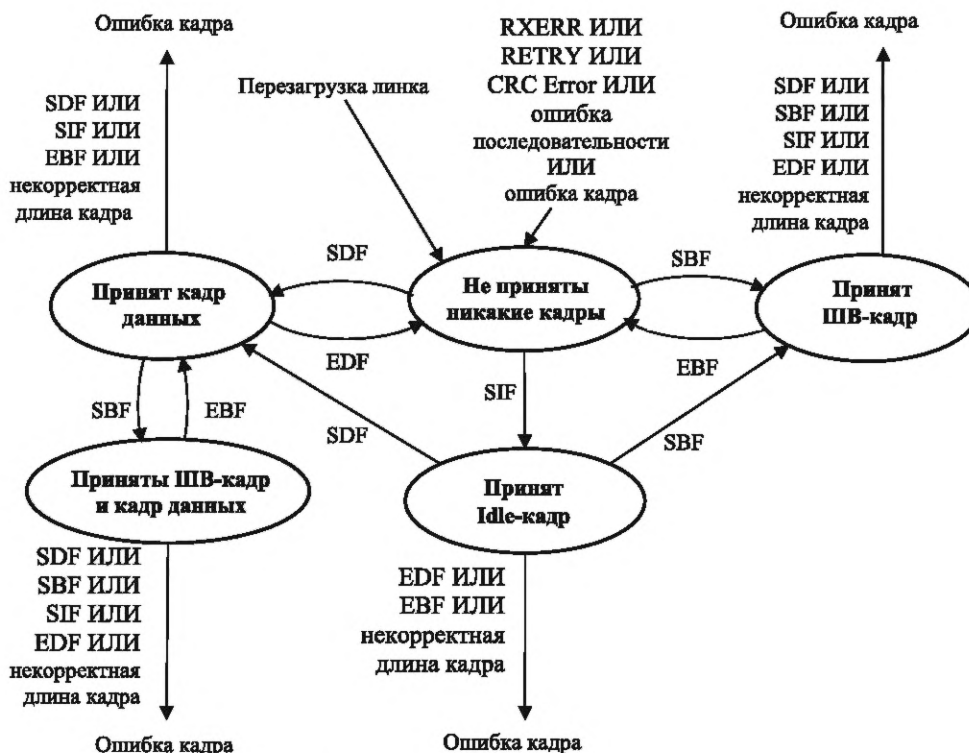 Ошибка кадра
SDF ИЛИ
SIF ИЛИ
EBF ИЛИ
некорректная
длина кадра
Перезагрузка линка
RXERR ИЛИ
RETRY ИЛИ
CRC Error ИЛИ
ошибка
последовательности
ИЛИ
ошибка кадра
Ошибка кадра
SDF ИЛИ
SBF ИЛИ
SIF ИЛИ
EDF ИЛИ
некорректная
длина кадра
Принят кадр
данных
SDF
EDF
Не приняты
никакие кадры
SBF
EBF
Принят
ШВ-кадр
SBF
EBF
SDF
SIF
SBF
Приняты ШВ-кадр
и кадр данных
Принят
Idle-кадр
SDF ИЛИ
SBF ИЛИ
SIF ИЛИ
EDF ИЛИ
некорректная
длина кадра
EDF ИЛИ
EBF ИЛИ
некорректная
длина кадра
Ошибка кадра
Ошибка кадра